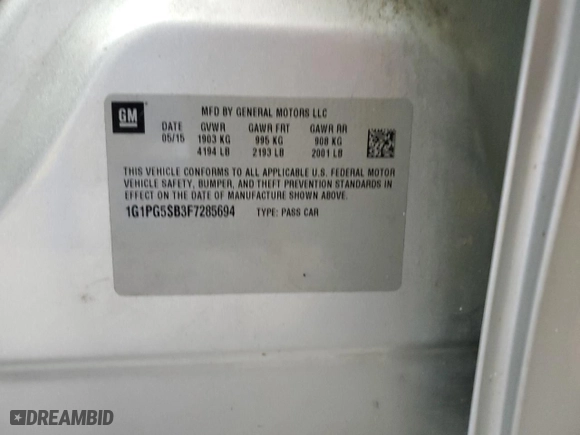 GM
MFD BY GENERAL MOTORS LLC
DATE GVWR GAWR FRT GAWR RR
05/15 1903 KG 995 KG 908 KG
4194 LB 2193 LB 2001 LB
THIS VEHICLE CONFORMS TO ALL APPLICABLE U.S. FEDERAL MOTOR
VEHICLE SAFETY, BUMPER, AND THEFT PREVENTION STANDARDS IN
EFFECT ON THE DATE OF MANUFACTURE SHOWN ABOVE.
1G1PG5SB3F7285694 TYPE: PASS CAR
DREAMBID